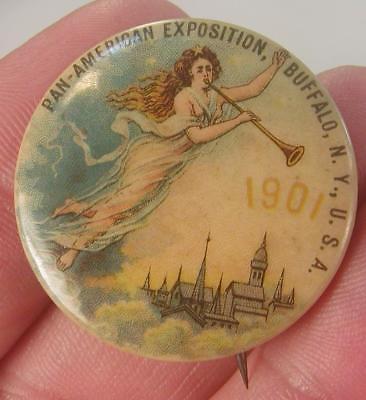 PAN-AMERICAN EXPOSITION, BUFFALO, N.Y., U.S.A.
1901